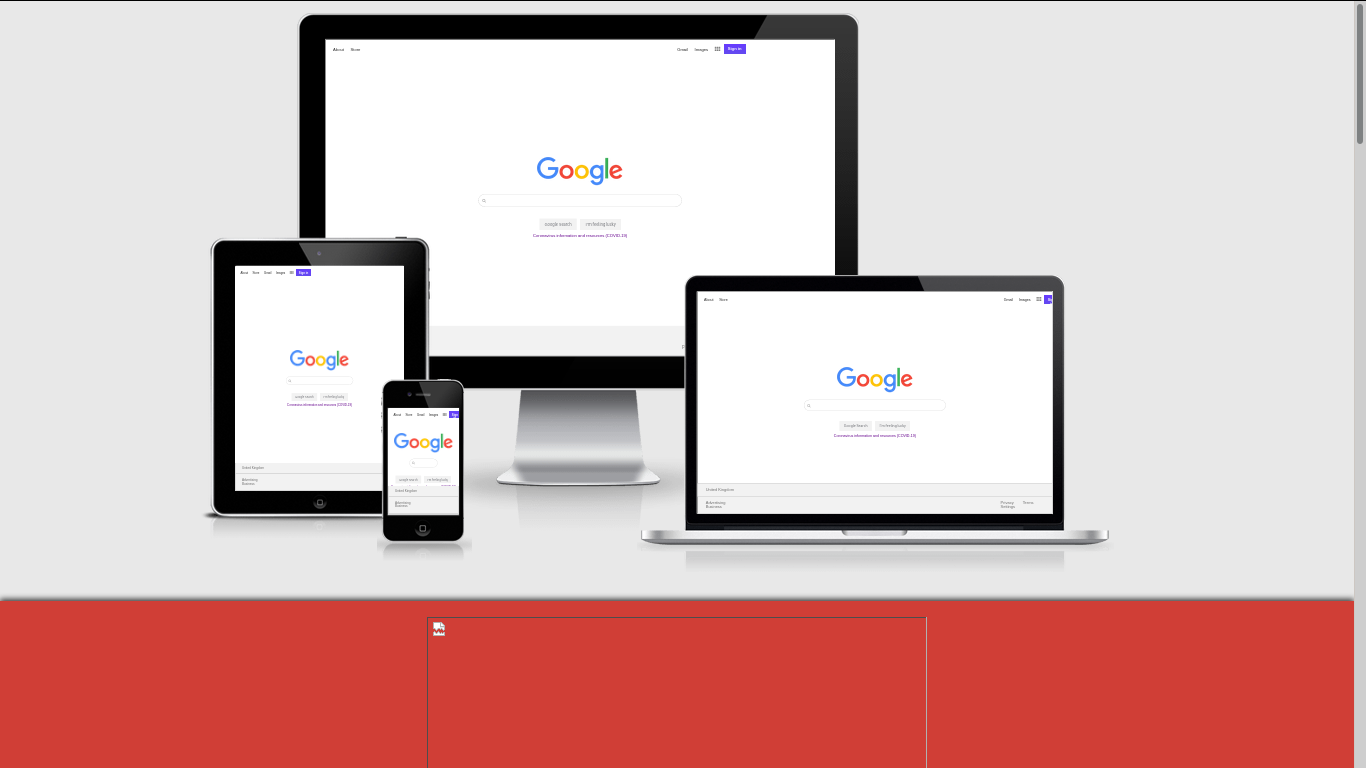 About Store Gmail Images Sign in
Google
Google Search I'm feeling lucky
Coronavirus information and resources (COVID-19)
About Store Gmail Images Sign in
Google
google search I'm feeling lucky
Coronavirus information and resources (COVID-19)
United Kingdom
Advertising
Business
About Store Gmail Images Sign
Google
google search I'm feeling lucky
United Kingdom
Advertising
Business
About Store Gmail Images
Google
Google Search I'm feeling lucky
Coronavirus information and resources (COVID-19)
United Kingdom
Advertising Privacy Terms
Business Settings